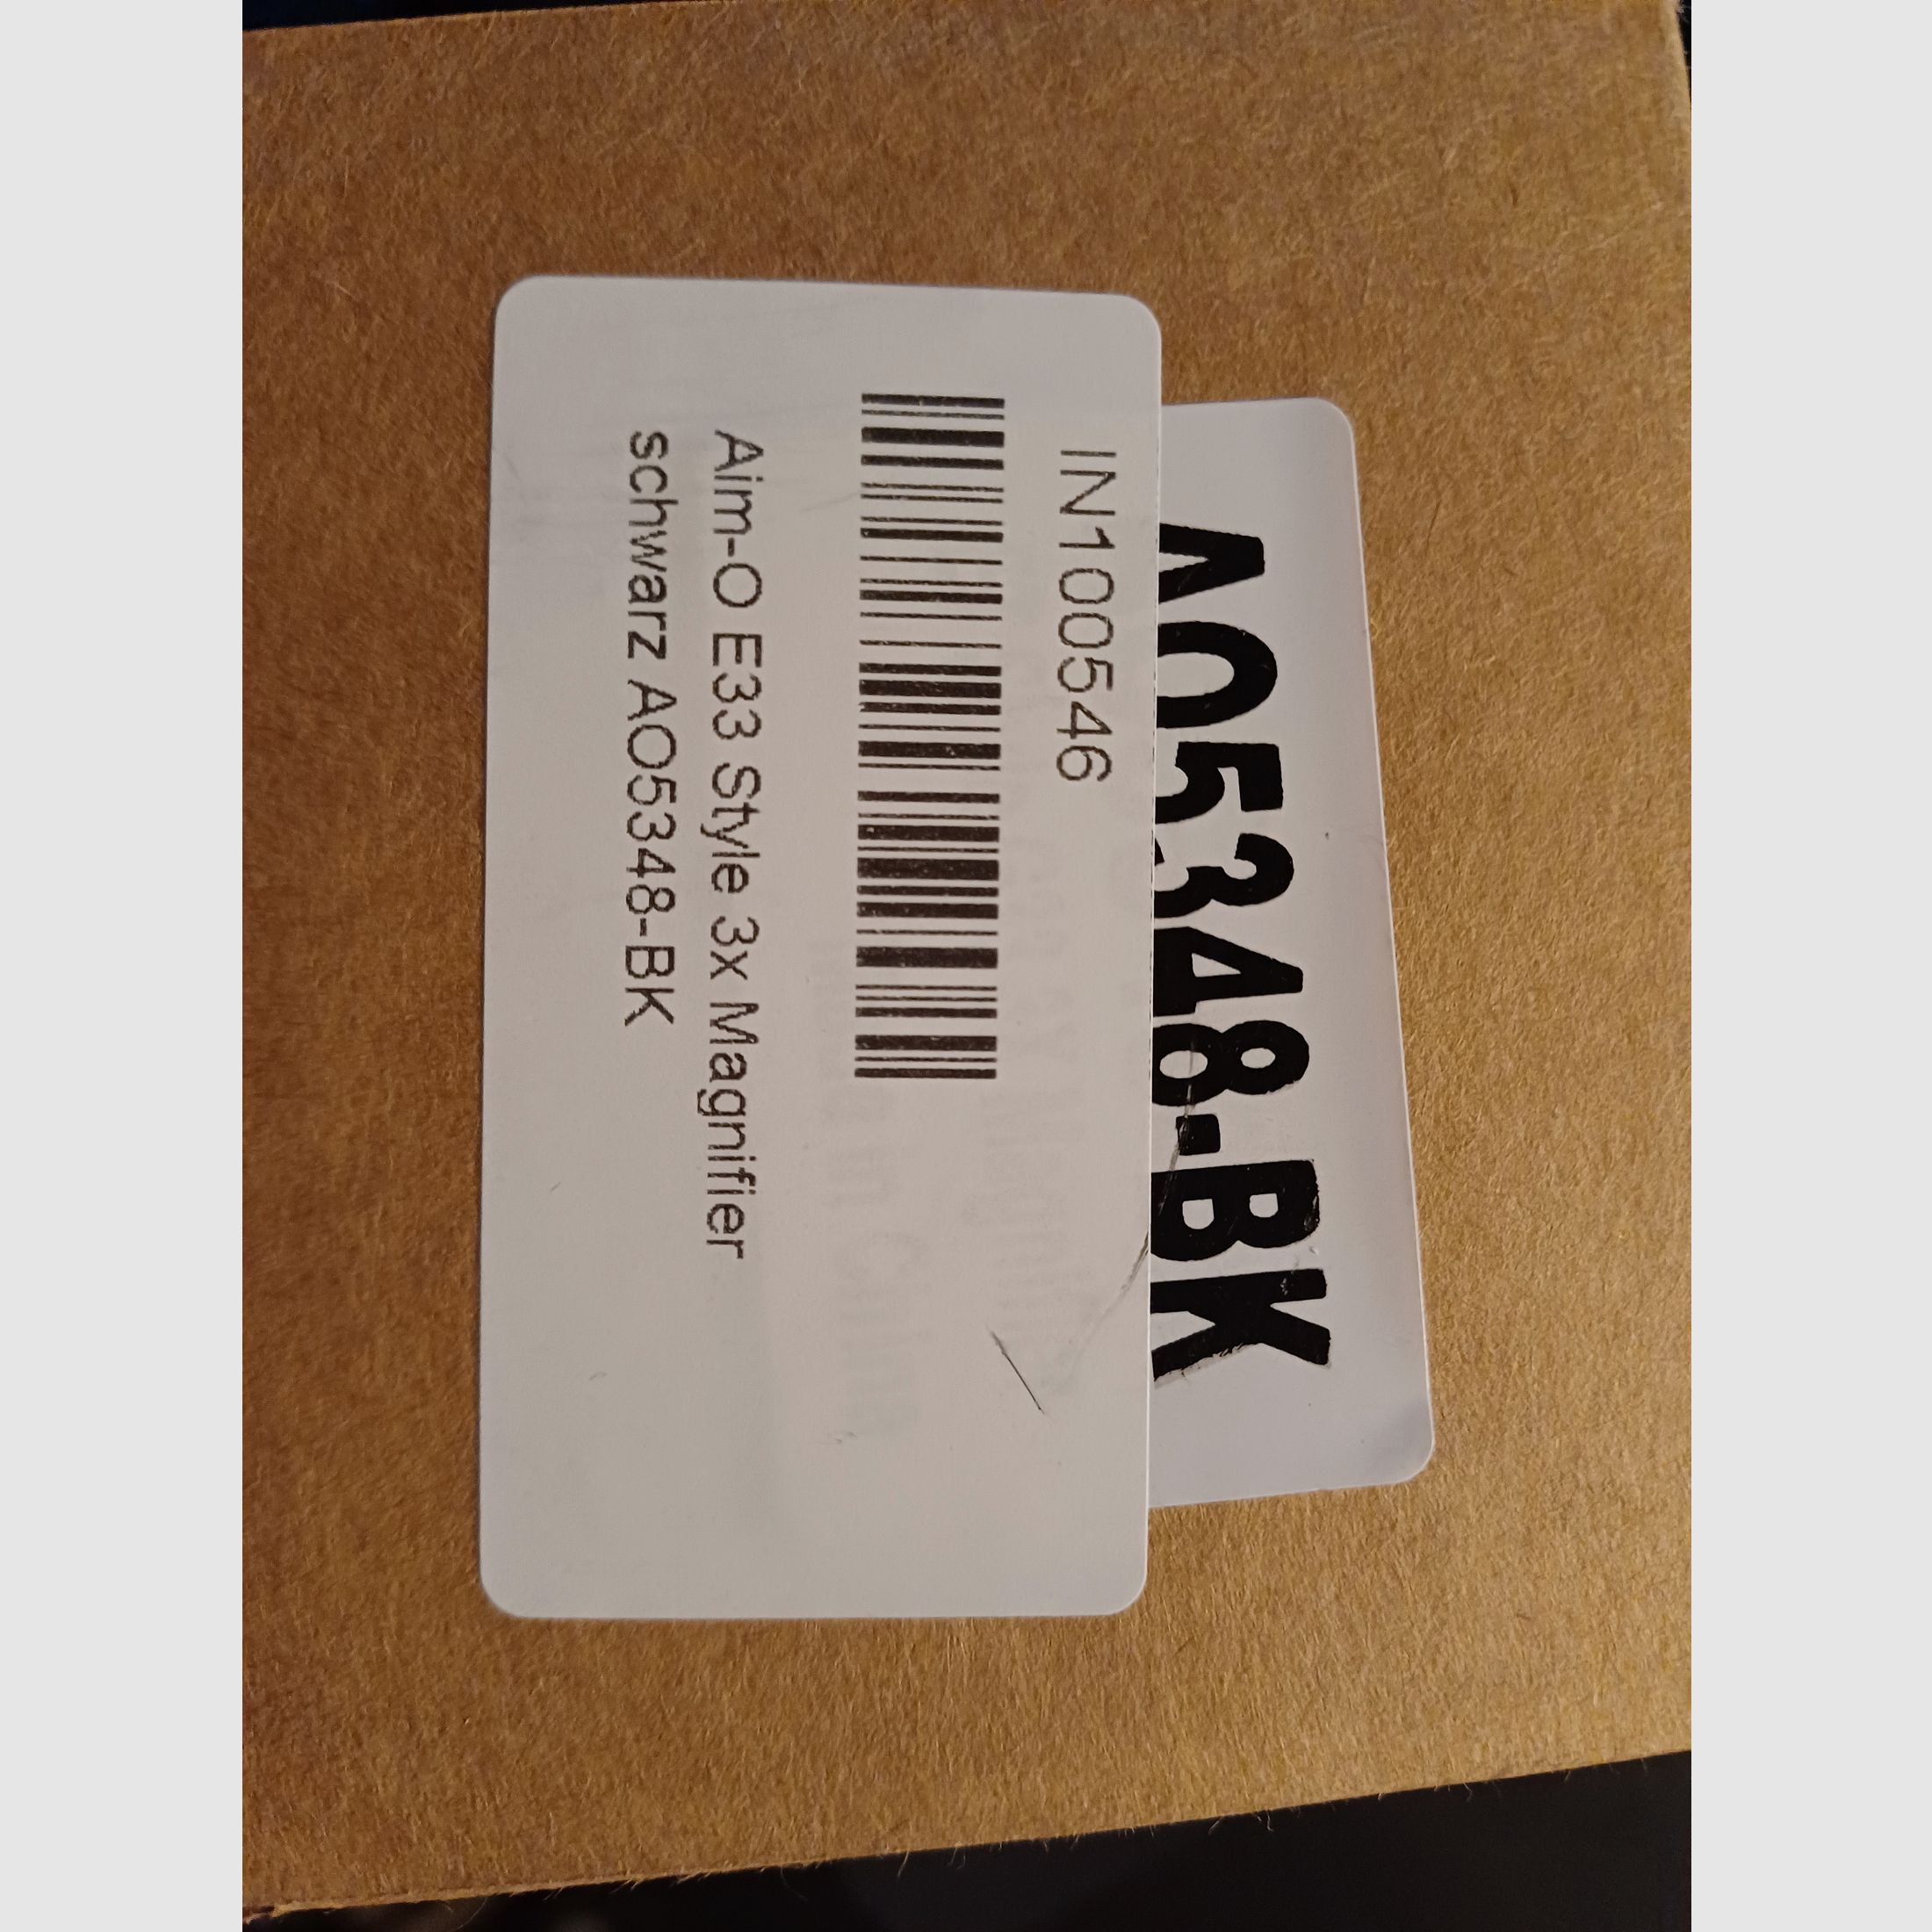 AO5348-BK
IN100546
Aim-O E33 Style 3x Magnifier
schwarz AO5348-BK